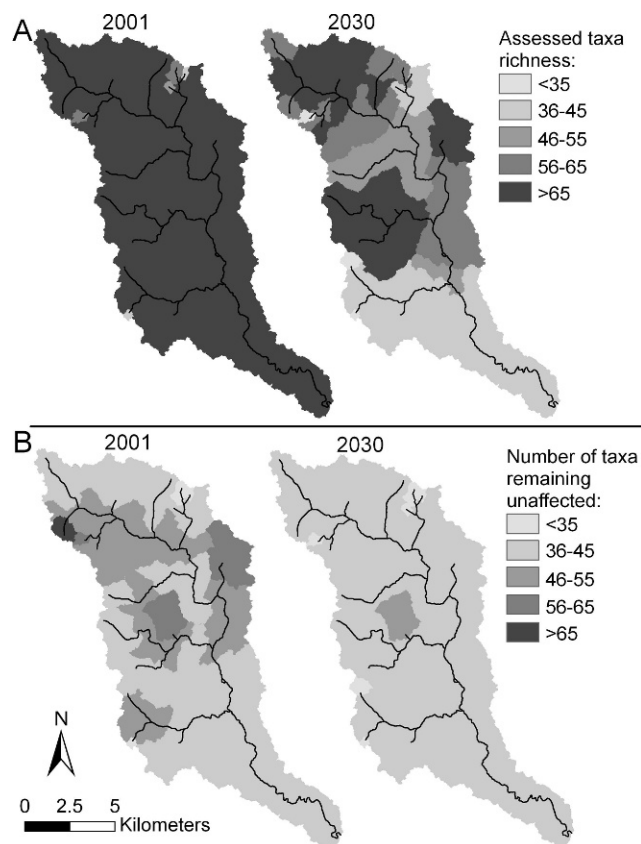 A
2001
2030
Assessed taxa
richness:
<35
36-45
46-55
56-65
>65
B
2001
2030
Number of taxa
remaining
unaffected:
<35
36-45
46-55
56-65
>65
N
0 2.5 5
Kilometers